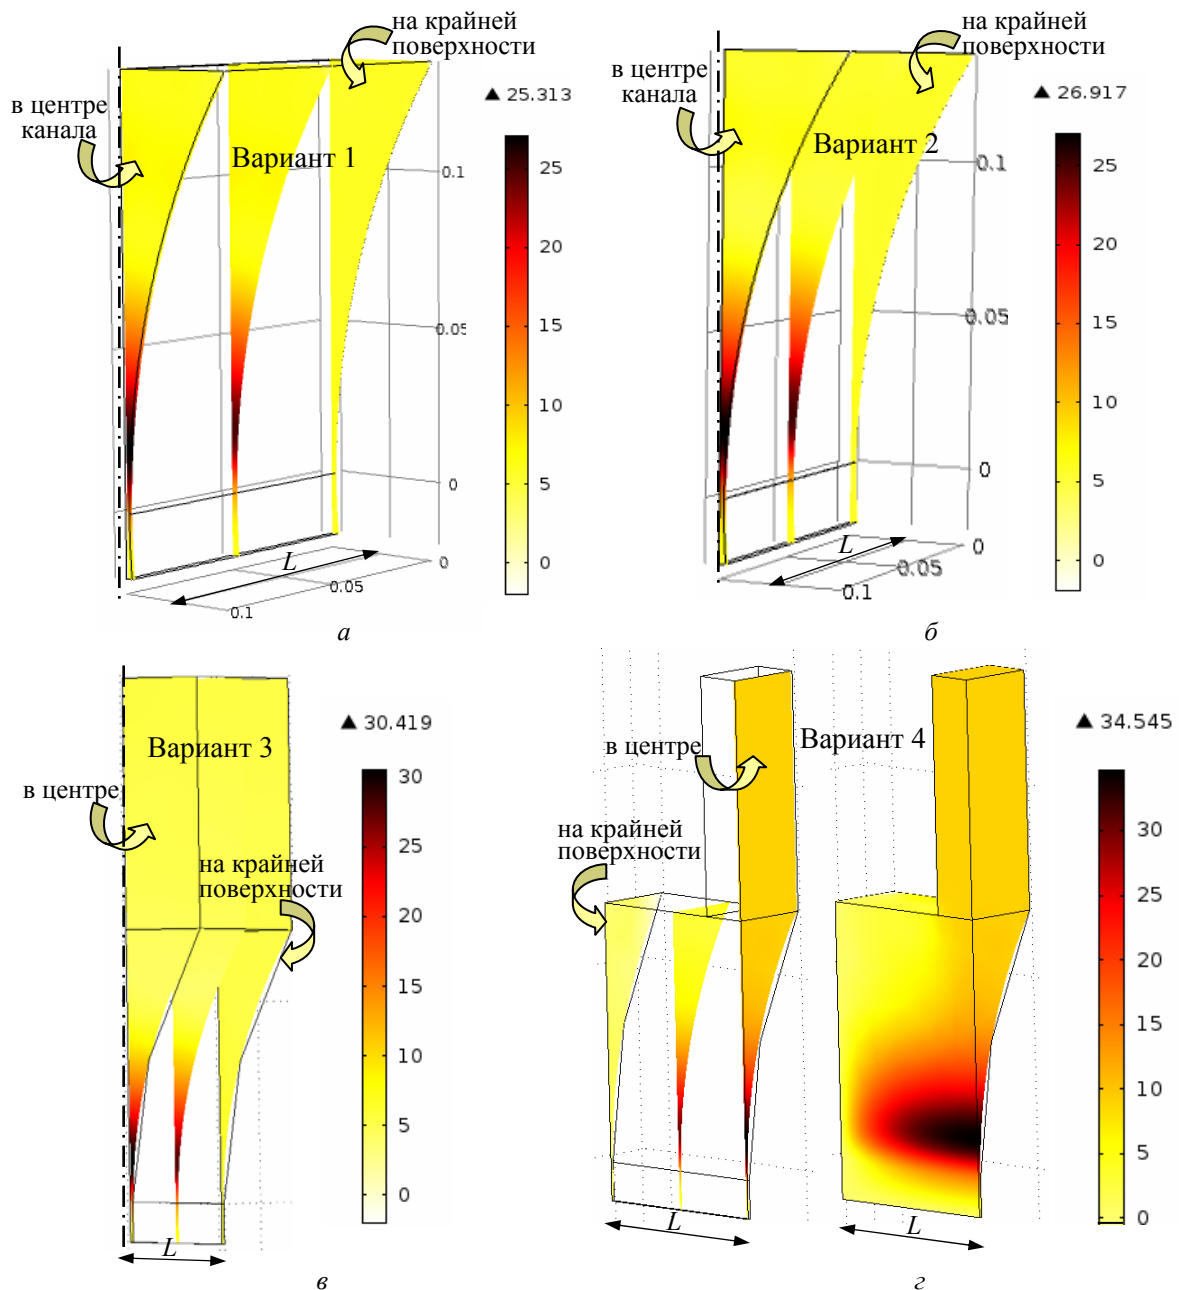 на крайней
поверхности
в центре
канала
Вариант 1
▲ 25.313
25
20
15
10
5
0
0.1
0.05
0
L
0
0.05
0.1
а
на крайней
поверхности
в центре
канала
Вариант 2
▲ 26.917
25
20
15
10
5
0
0.1
0.05
0
L
0
0.05
0.1
б
Вариант 3
▲ 30.419
в центре
на крайней
поверхности
30
25
20
15
10
5
0
L
в
Вариант 4
▲ 34.545
в центре
на крайней
поверхности
30
25
20
15
10
5
0
L
L
г